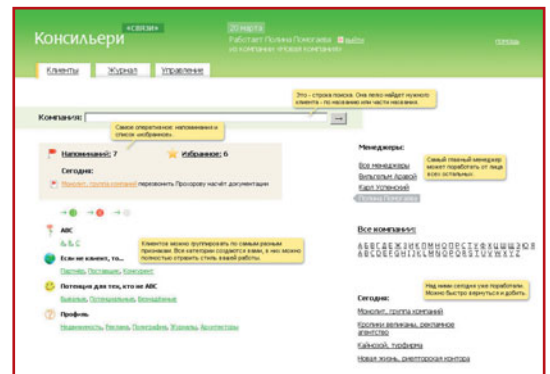 Консильери «связи»
20 марта
Работает Полина Помогаева выйти
из компании «Новая компания»
помощь
Клиенты Журнал Управление
Это - строка поиска. Она легко найдет нужного
клиента - по названию или части названия.
Компания:
Самое оперативное: напоминания и
список «избранное».
Напоминаний: 7 Избранное: 6
Сегодня:
Монолит, группа компаний перезвонить Прохорову насчёт документации
Менеджеры:
Все менеджеры
Вильгельм Аравой
Карл Успенский
Полина Помогаева
Самый главный менеджер
может поработать от лица
всех остальных.
ABC
A, B, C
Если не клиент, то...
Партнёр, Поставщик, Конкурент
Потенциал для тех, кто не ABC
Бывалые, Потенциальные, Безнадёжные
Профиль
Недвижимость, Реклама, Полиграфия, Журналы, Архитекторы
Клиентов можно группировать по самым разным
признакам. Все категории создаются вами, в них можно
полностью отразить стиль вашей работы.
Все компании:
А Б В Г Д Е Ж З И К Л М Н О П Р С Т У Ф Х Ц Ш Щ Э Ю Я
A B C D E F G H I J K L M N O P Q R S T U V W X Y Z
Над ними сегодня уже поработали.
Можно быстро вернуться и добить.
Сегодня:
Монолит, группа компаний
Кролики великаны, рекламное
агентство
Кайнозой, турфирма
Новая жизнь, риелторская контора